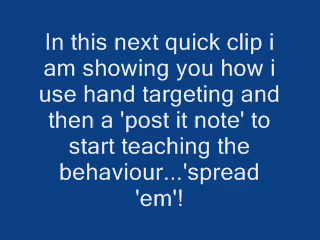 In this next quick clip i
am showing you how i
use hand targeting and
then a 'post it note' to
start teaching the
behaviour...'spread
'em'!